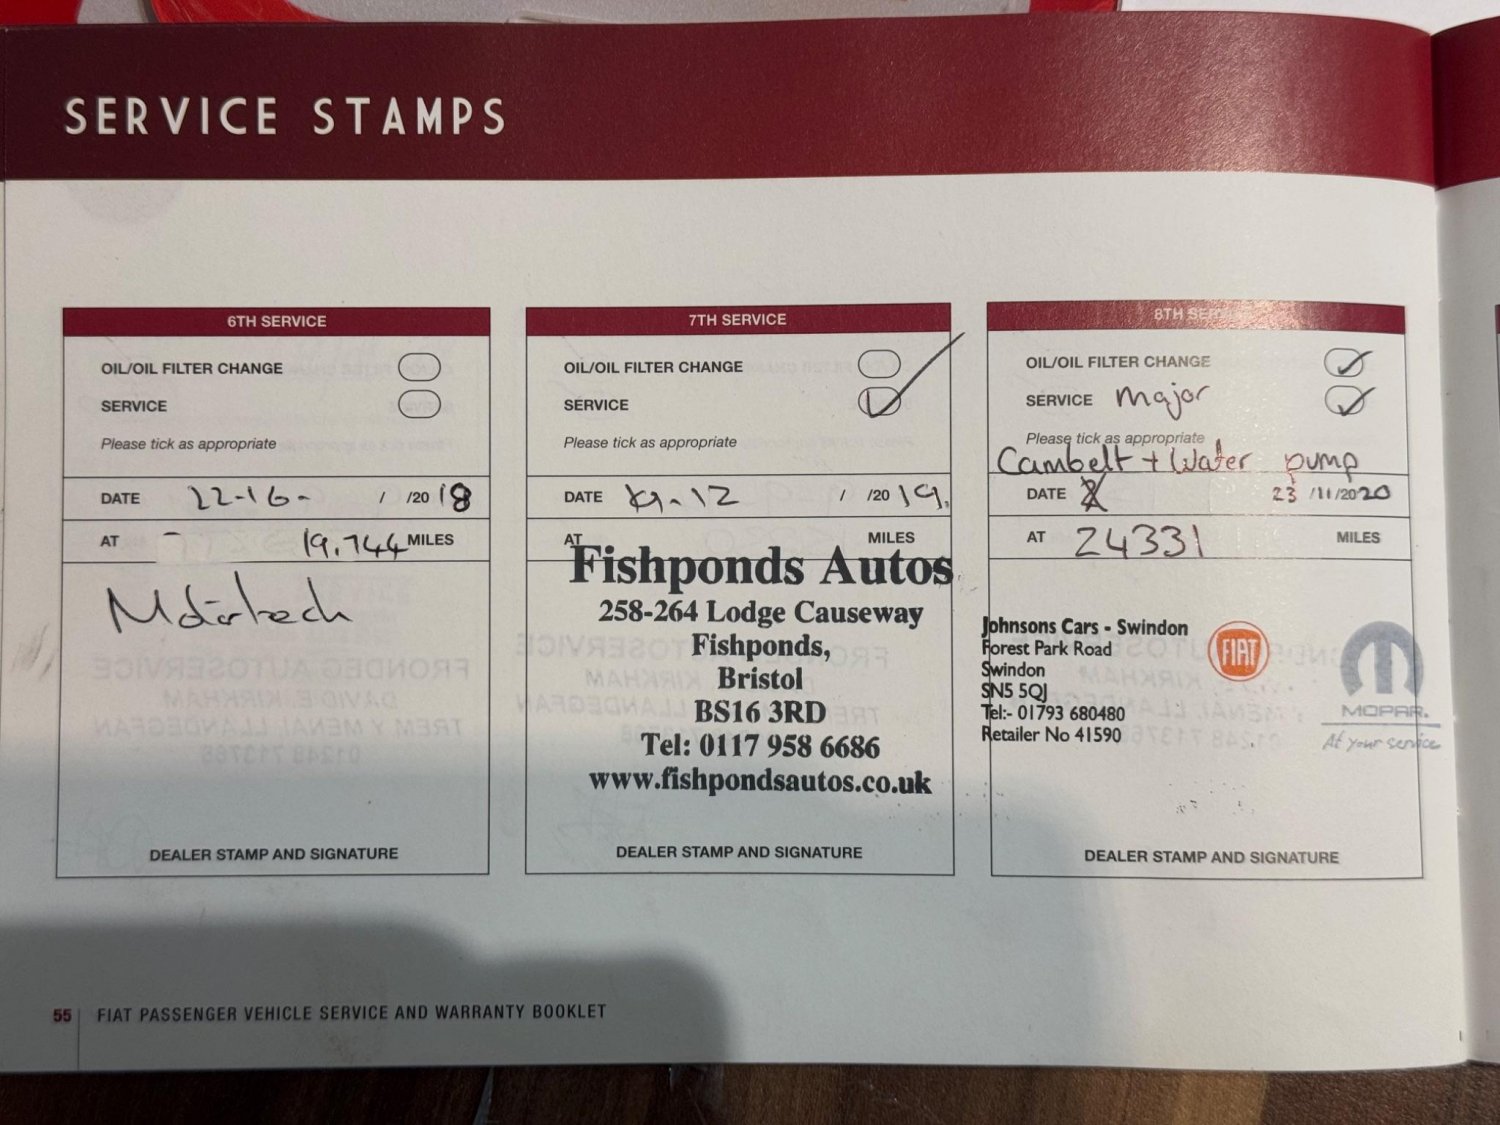 SERVICE STAMPS
6TH SERVICE
OIL/OIL FILTER CHANGE
SERVICE
Please tick as appropriate
DATE 22-16- / /20 18
AT 19.744 MILES
DEALER STAMP AND SIGNATURE
7TH SERVICE
OIL/OIL FILTER CHANGE
SERVICE
Please tick as appropriate
DATE -12 / /20 19.
AT MILES
Fishponds Autos
258-264 Lodge Causeway
Fishponds,
Bristol
BS16 3RD
Tel: 0117 958 6686
www.fishpondsautos.co.uk
DEALER STAMP AND SIGNATURE
8TH SERVICE
OIL/OIL FILTER CHANGE
SERVICE Major
Please tick as appropriate
Cambelt + Water pump
DATE 23 /11/2020
AT 24331 MILES
Johnsons Cars - Swindon
Forest Park Road
Swindon
SN5 5QJ
Tel:- 01793 680480
Retailer No 41590
FIAT
MOPAR.
At your service
DEALER STAMP AND SIGNATURE
55 FIAT PASSENGER VEHICLE SERVICE AND WARRANTY BOOKLET